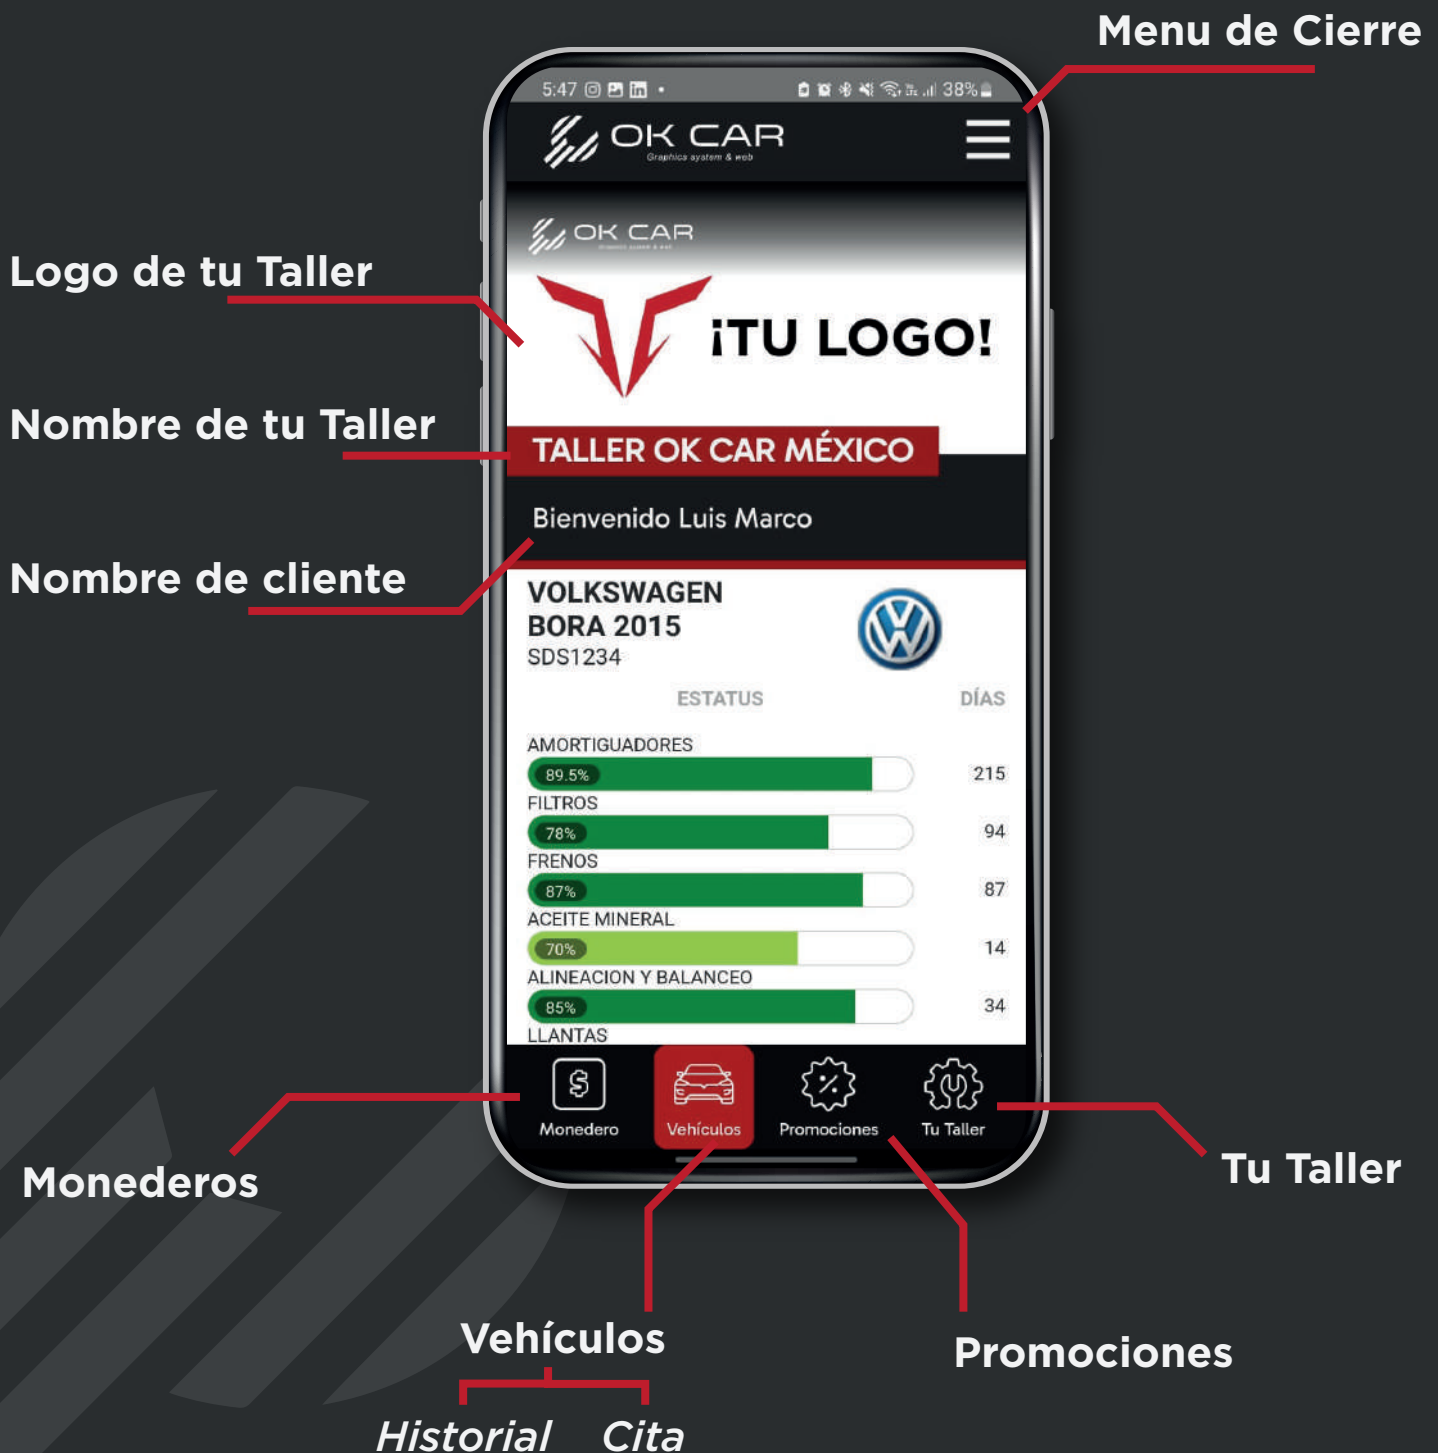 Menu de Cierre
5:47
38%
OK CAR
Graphics system & web
OK CAR
Logo de tu Taller
¡TU LOGO!
Nombre de tu Taller
TALLER OK CAR MÉXICO
Bienvenido Luis Marco
Nombre de cliente
VOLKSWAGEN
BORA 2015
SDS1234
ESTATUS DÍAS
AMORTIGUADORES
89.5% 215
FILTROS
78% 94
FRENOS
87% 87
ACEITE MINERAL
70% 14
ALINEACION Y BALANCEO
85% 34
LLANTAS
Monedero Vehículos Promociones Tu Taller
Monederos
Tu Taller
Vehículos
Promociones
Historial Cita